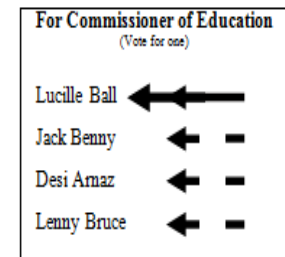 For Commissioner of Education
(Vote for one)
Lucille Ball
Jack Benny
Desi Arnaz
Lenny Bruce